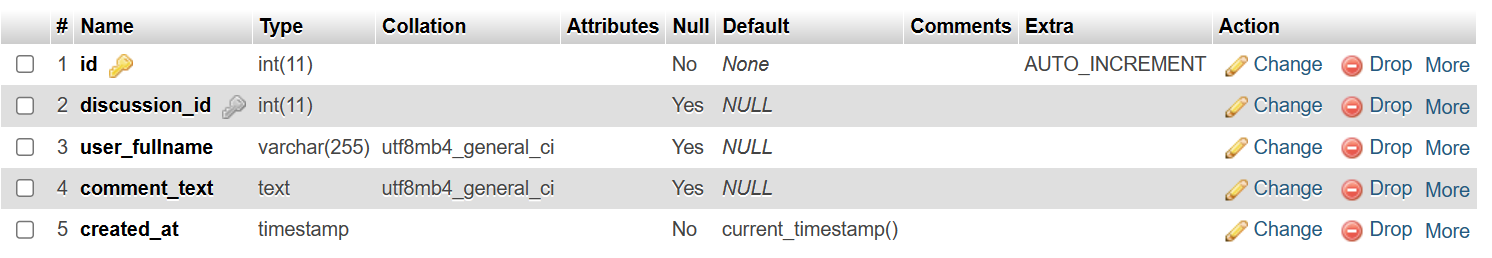 # Name Type Collation Attributes Null Default Comments Extra Action
1 id int(11) No None AUTO_INCREMENT Change Drop More
2 discussion_id int(11) Yes NULL Change Drop More
3 user_fullname varchar(255) utf8mb4_general_ci Yes NULL Change Drop More
4 comment_text text utf8mb4_general_ci Yes NULL Change Drop More
5 created_at timestamp No current_timestamp() Change Drop More